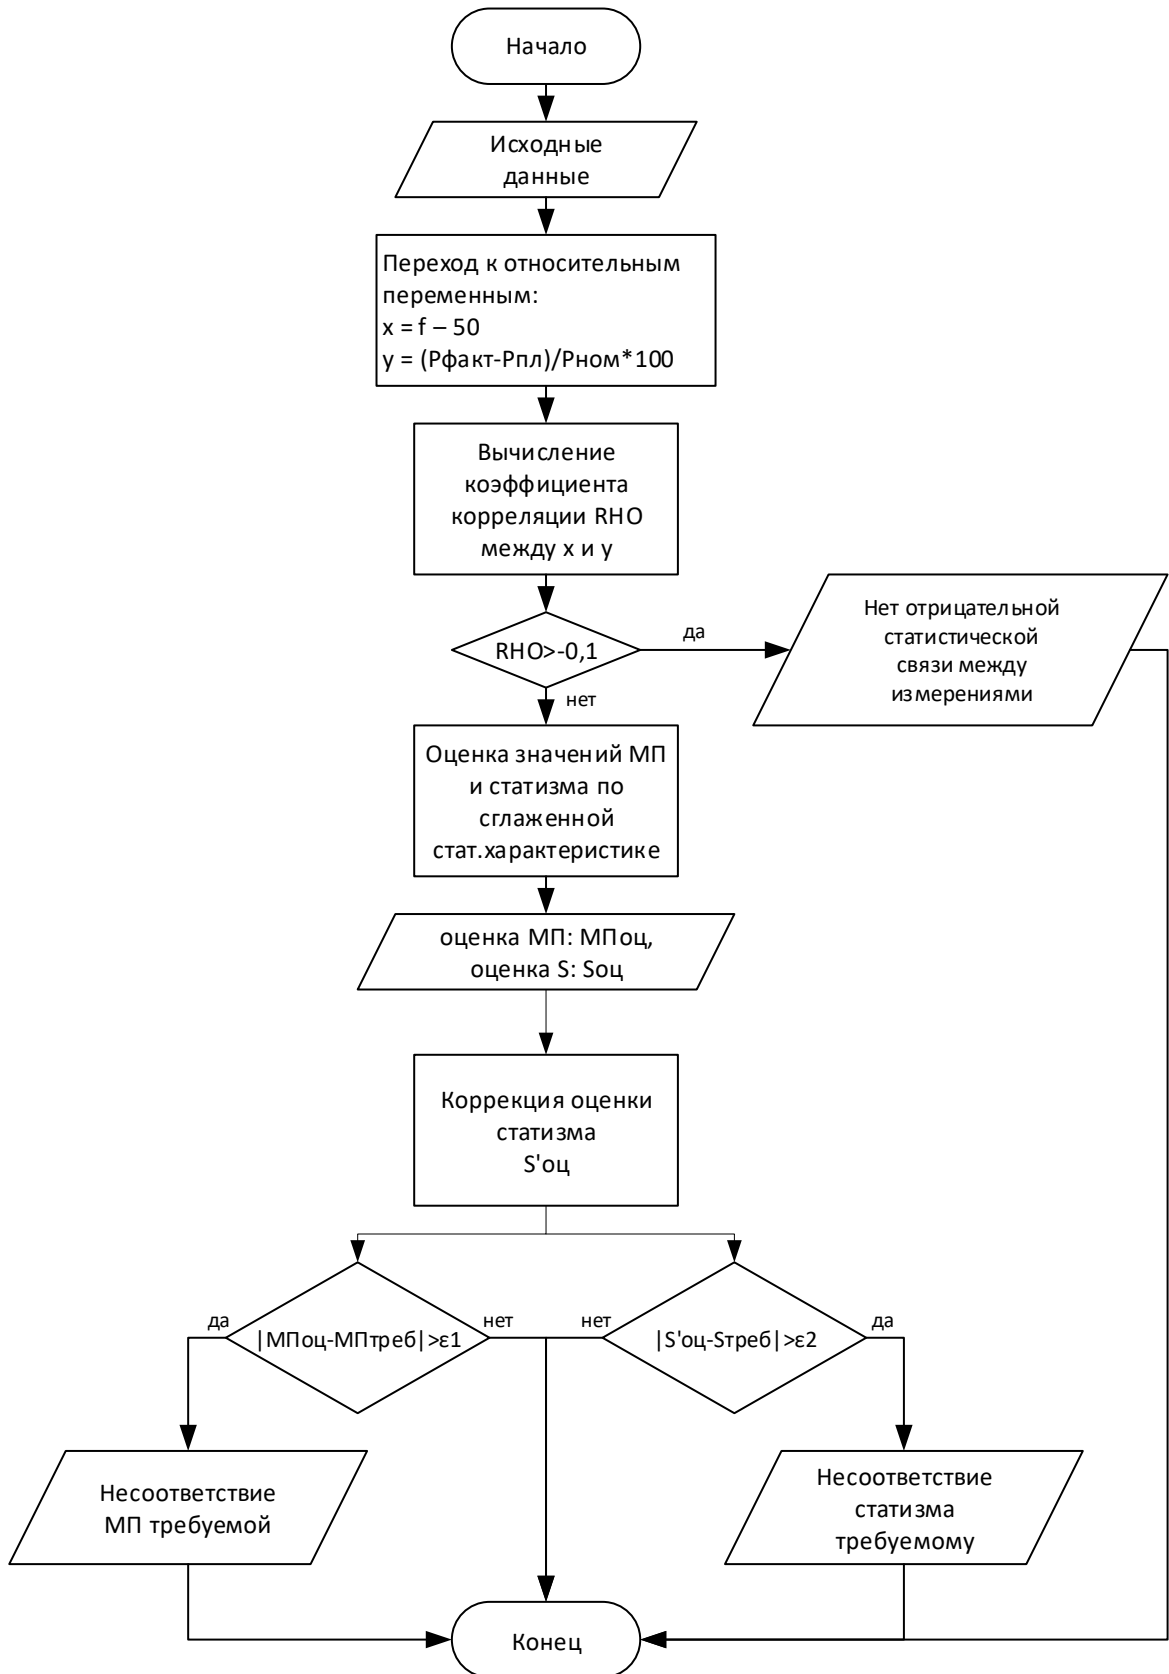 Начало
Исходные
данные
Переход к относительным
переменным:
x = f – 50
y = (Pфакт-Pпл)/Pном*100
Вычисление
коэффициента
корреляции RHO
между x и y
RHO>-0,1
да
Нет отрицательной
статистической
связи между
измерениями
нет
Оценка значений МП
и статизма по
сглаженной
стат.характеристике
оценка МП: МПоц,
оценка S: Sоц
Коррекция оценки
статизма
S'оц
да
|МПоц-МПтреб|>ε1
нет
нет
|S'оц-Sтреб|>ε2
да
Несоответствие
МП требуемой
Несоответствие
статизма
требуемому
Конец